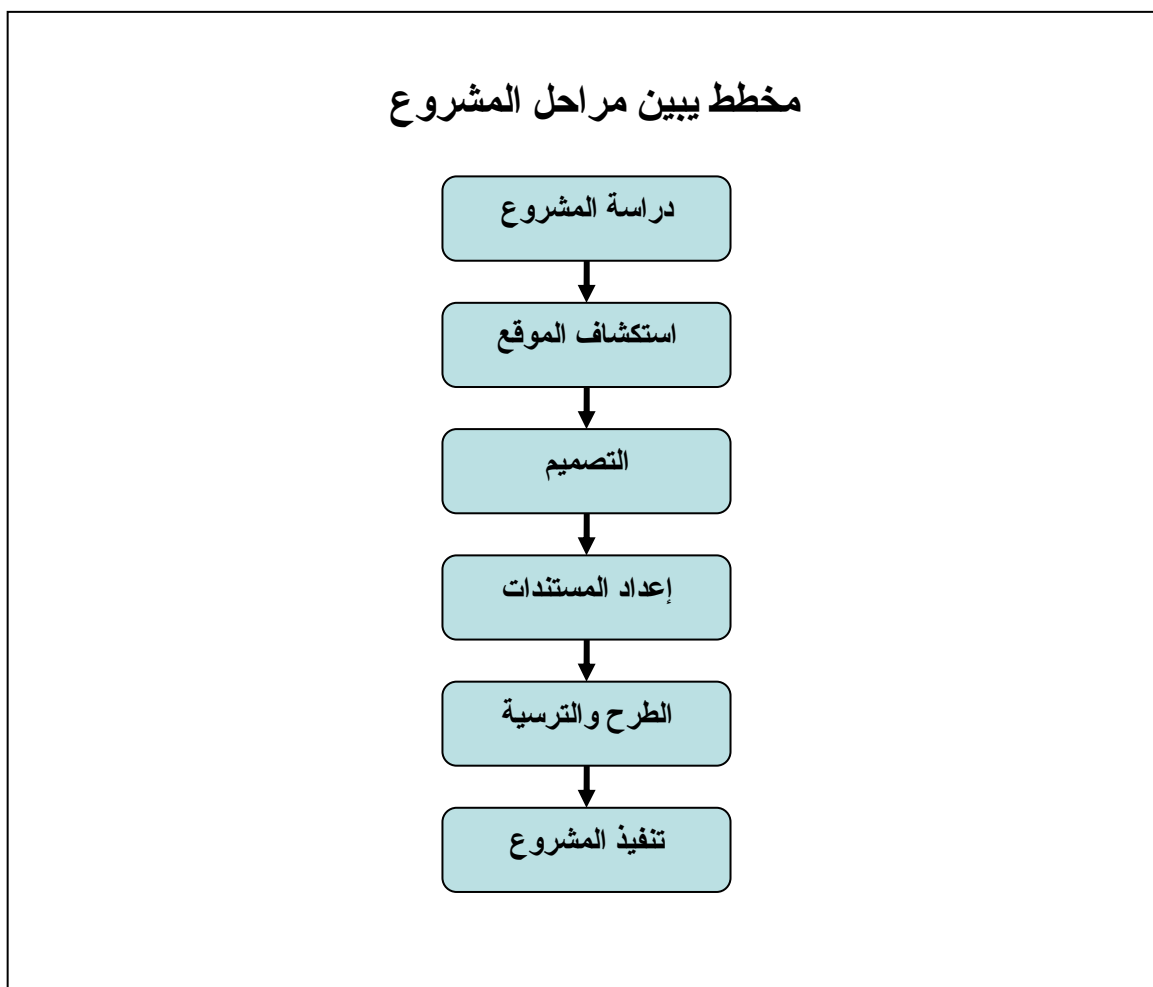 مخطط يبين مراحل المشروع
دراسة المشروع
استكشاف الموقع
التصميم
إعداد المستندات
الطرح والترسية
تنفيذ المشروع